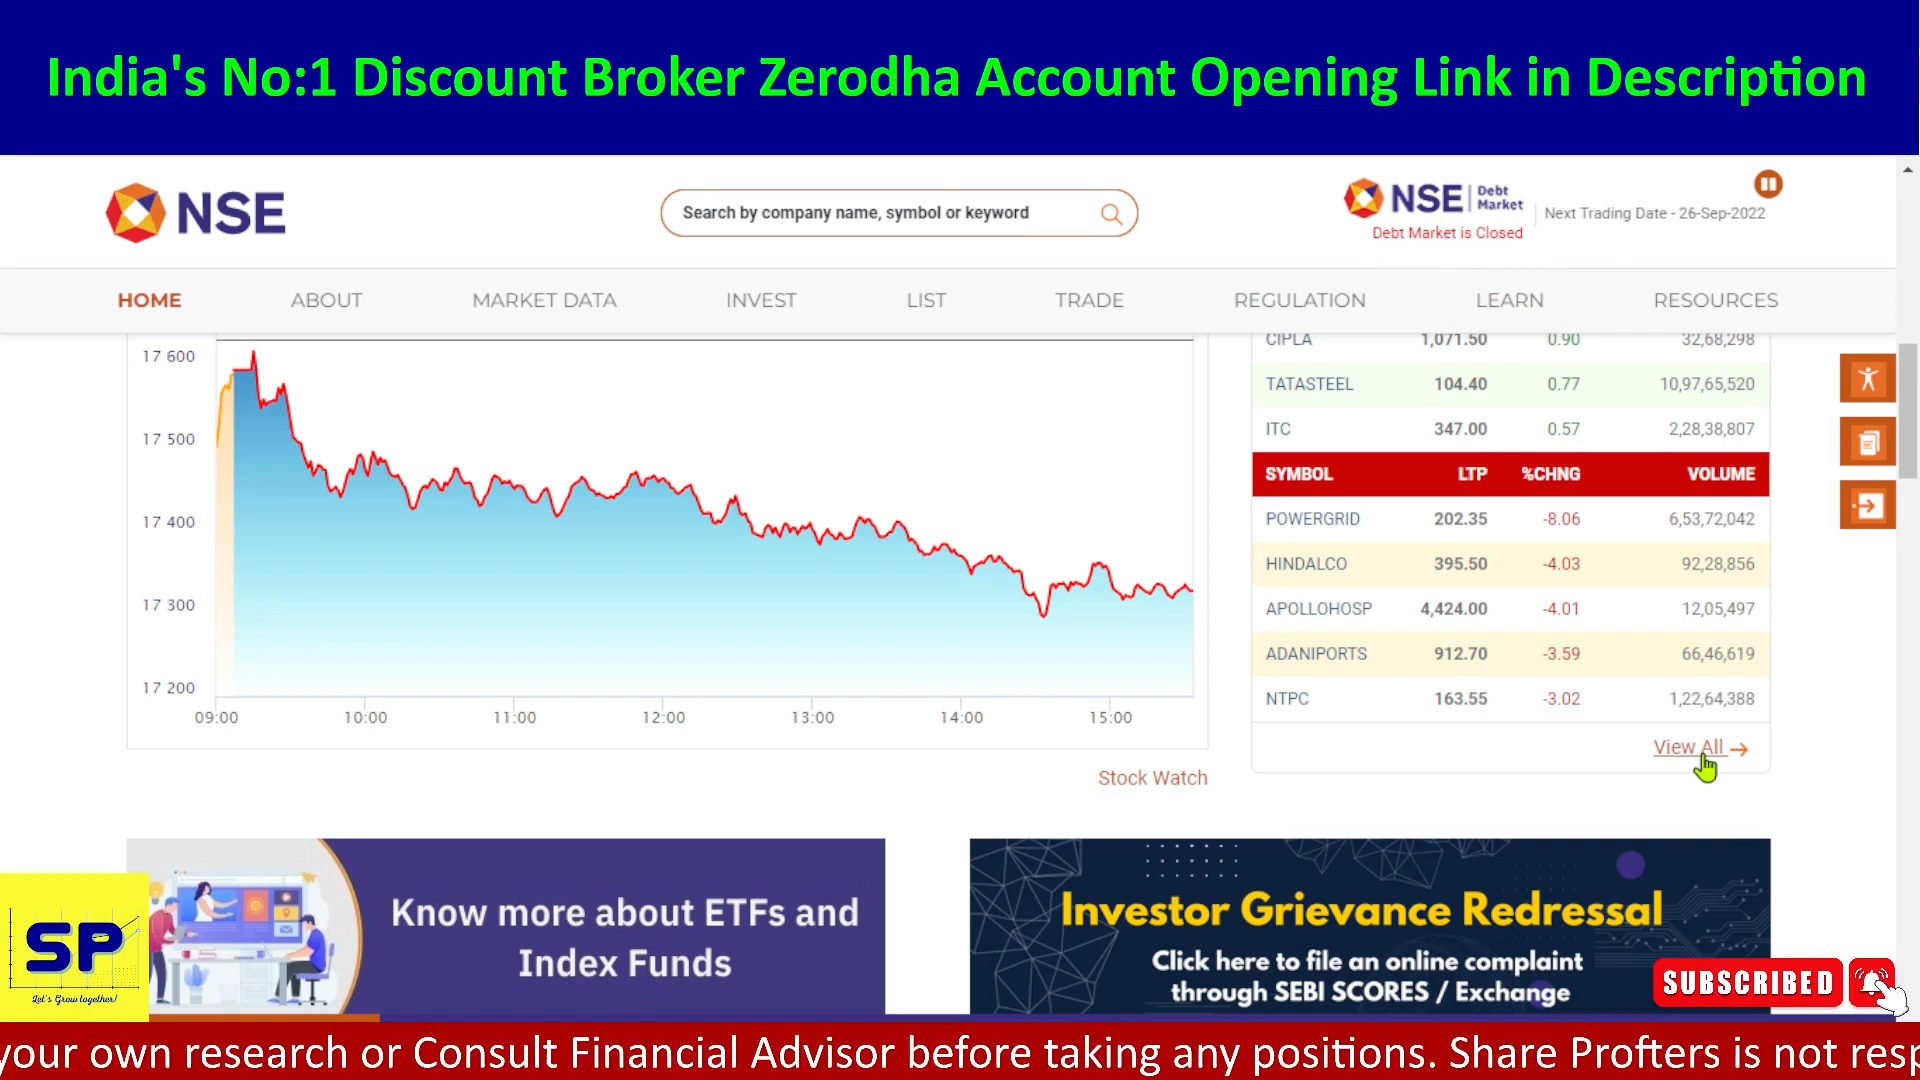 India's No:1 Discount Broker Zerodha Account Opening Link in Description
NSE
Search by company name, symbol or keyword
NSE Debt Market
Debt Market is Closed
Next Trading Date - 26-Sep-2022
HOME ABOUT MARKET DATA INVEST LIST TRADE REGULATION LEARN RESOURCES
17 600
17 500
17 400
17 300
17 200
09:00 10:00 11:00 12:00 13:00 14:00 15:00
Stock Watch
CIPLA 1,071.50 0.90 32,68,298
TATASTEEL 104.40 0.77 10,97,65,520
ITC 347.00 0.57 2,28,38,807
SYMBOL LTP %CHNG VOLUME
POWERGRID 202.35 -8.06 6,53,72,042
HINDALCO 395.50 -4.03 92,28,856
APOLLOHOSP 4,424.00 -4.01 12,05,497
ADANIPORTS 912.70 -3.59 66,46,619
NTPC 163.55 -3.02 1,22,64,388
View All
Know more about ETFs and
Index Funds
Investor Grievance Redressal
Click here to file an online complaint
through SEBI SCORES / Exchange
SP
Let's Grow together!
SUBSCRIBED
your own research or Consult Financial Advisor before taking any positions. Share Profters is not resp